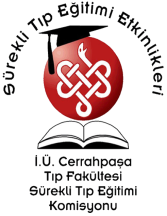 Sürekli Tıp Eğitimi Etkinlikleri
İ.Ü. Cerrahpaşa
Tıp Fakültesi
Sürekli Tıp Eğitimi
Komisyonu